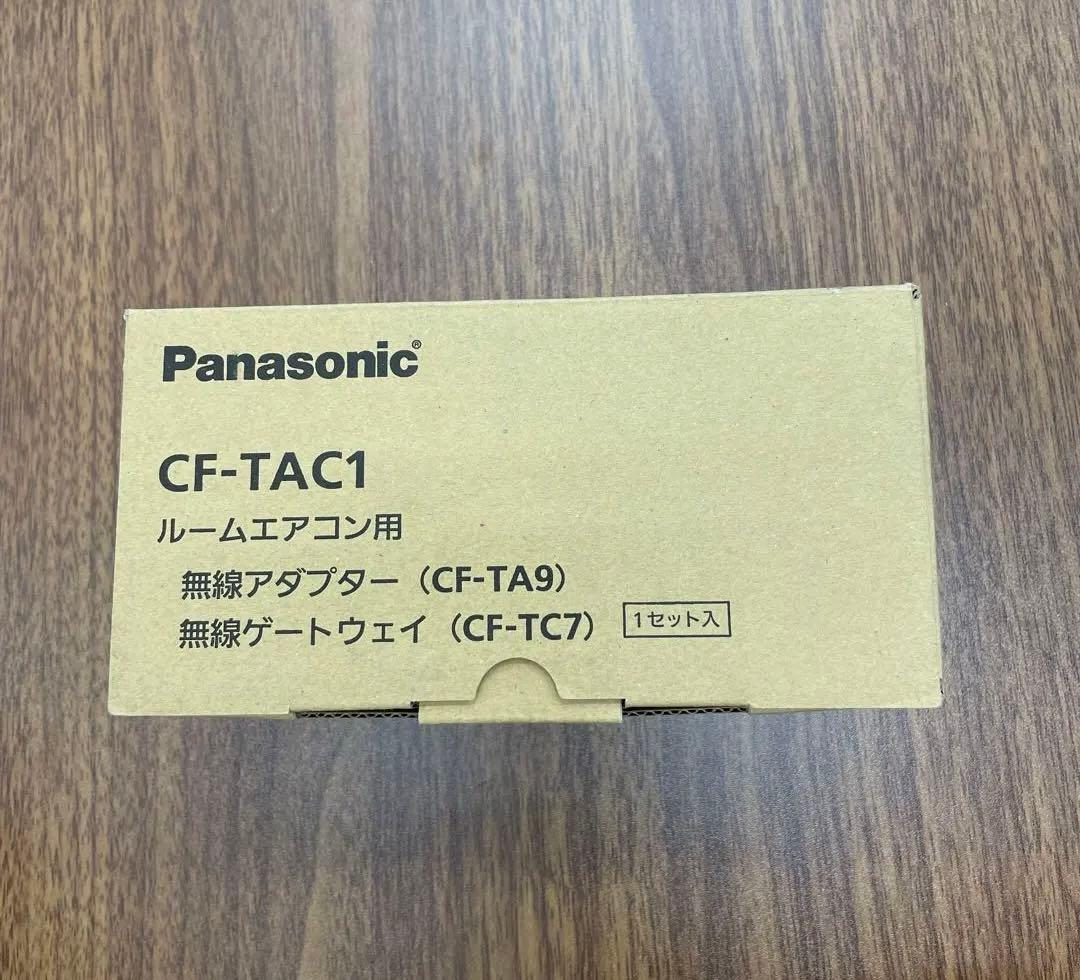 Panasonic®
CF-TAC1
ルームエアコン用
無線アダプター（CF-TA9）
無線ゲートウェイ（CF-TC7） 1セット入